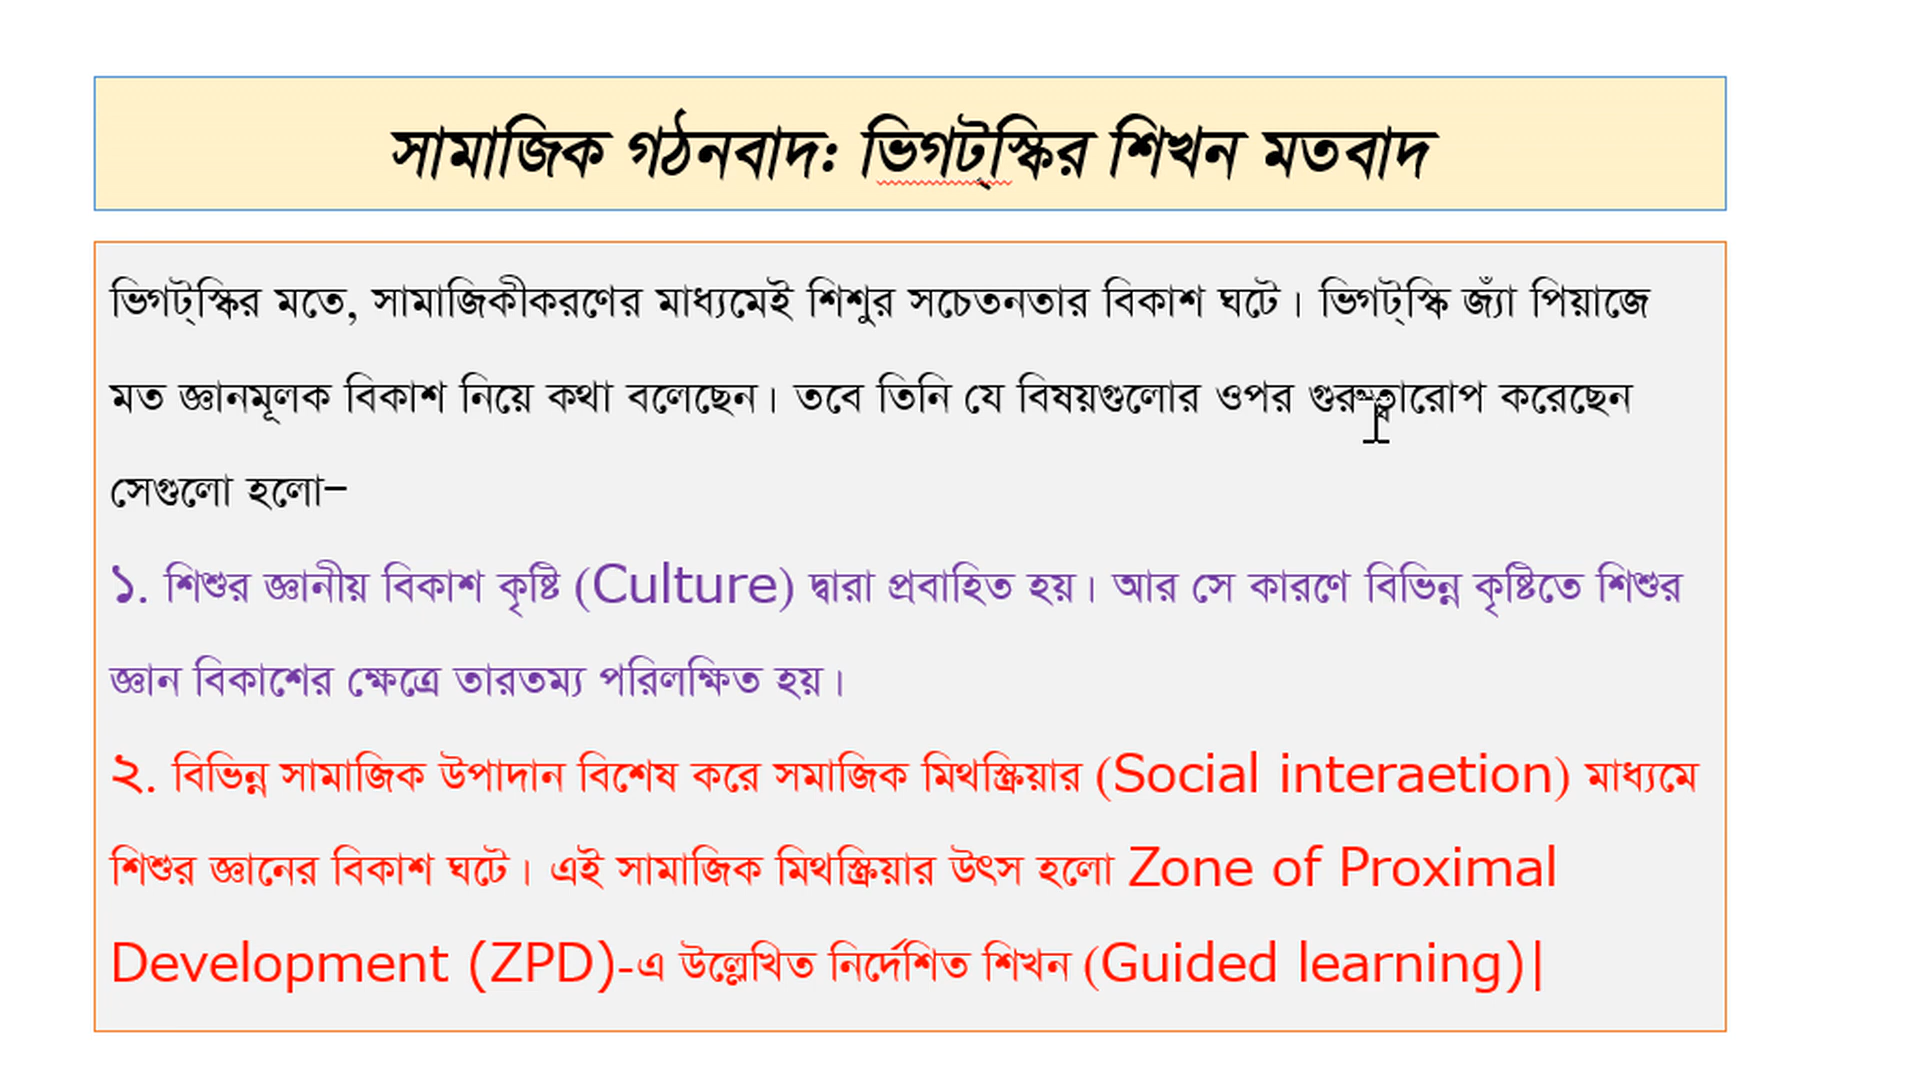 সামাজিক গঠনবাদ: ভিগট্স্কির শিখন মতবাদ
ভিগট্স্কির মতে, সামাজিকীকরণের মাধ্যমেই শিশুর সচেতনতার বিকাশ ঘটে। ভিগট্স্কি জ্যঁা পিয়াজে
মত জ্ঞানমূলক বিকাশ নিয়ে কথা বলেছেন। তবে তিনি যে বিষয়গুলোর ওপর গুরুত্বারোপ করেছেন
সেগুলো হলো–
১. শিশুর জ্ঞানীয় বিকাশ কৃষ্টি (Culture) দ্বারা প্রবাহিত হয়। আর সে কারণে বিভিন্ন কৃষ্টিতে শিশুর
জ্ঞান বিকাশের ক্ষেত্রে তারতম্য পরিলক্ষিত হয়।
২. বিভিন্ন সামাজিক উপাদান বিশেষ করে সমাজিক মিথস্ক্রিয়ার (Social interaetion) মাধ্যমে
শিশুর জ্ঞানের বিকাশ ঘটে। এই সামাজিক মিথস্ক্রিয়ার উৎস হলো Zone of Proximal
Development (ZPD)-এ উল্লেখিত নির্দেশিত শিখন (Guided learning)|